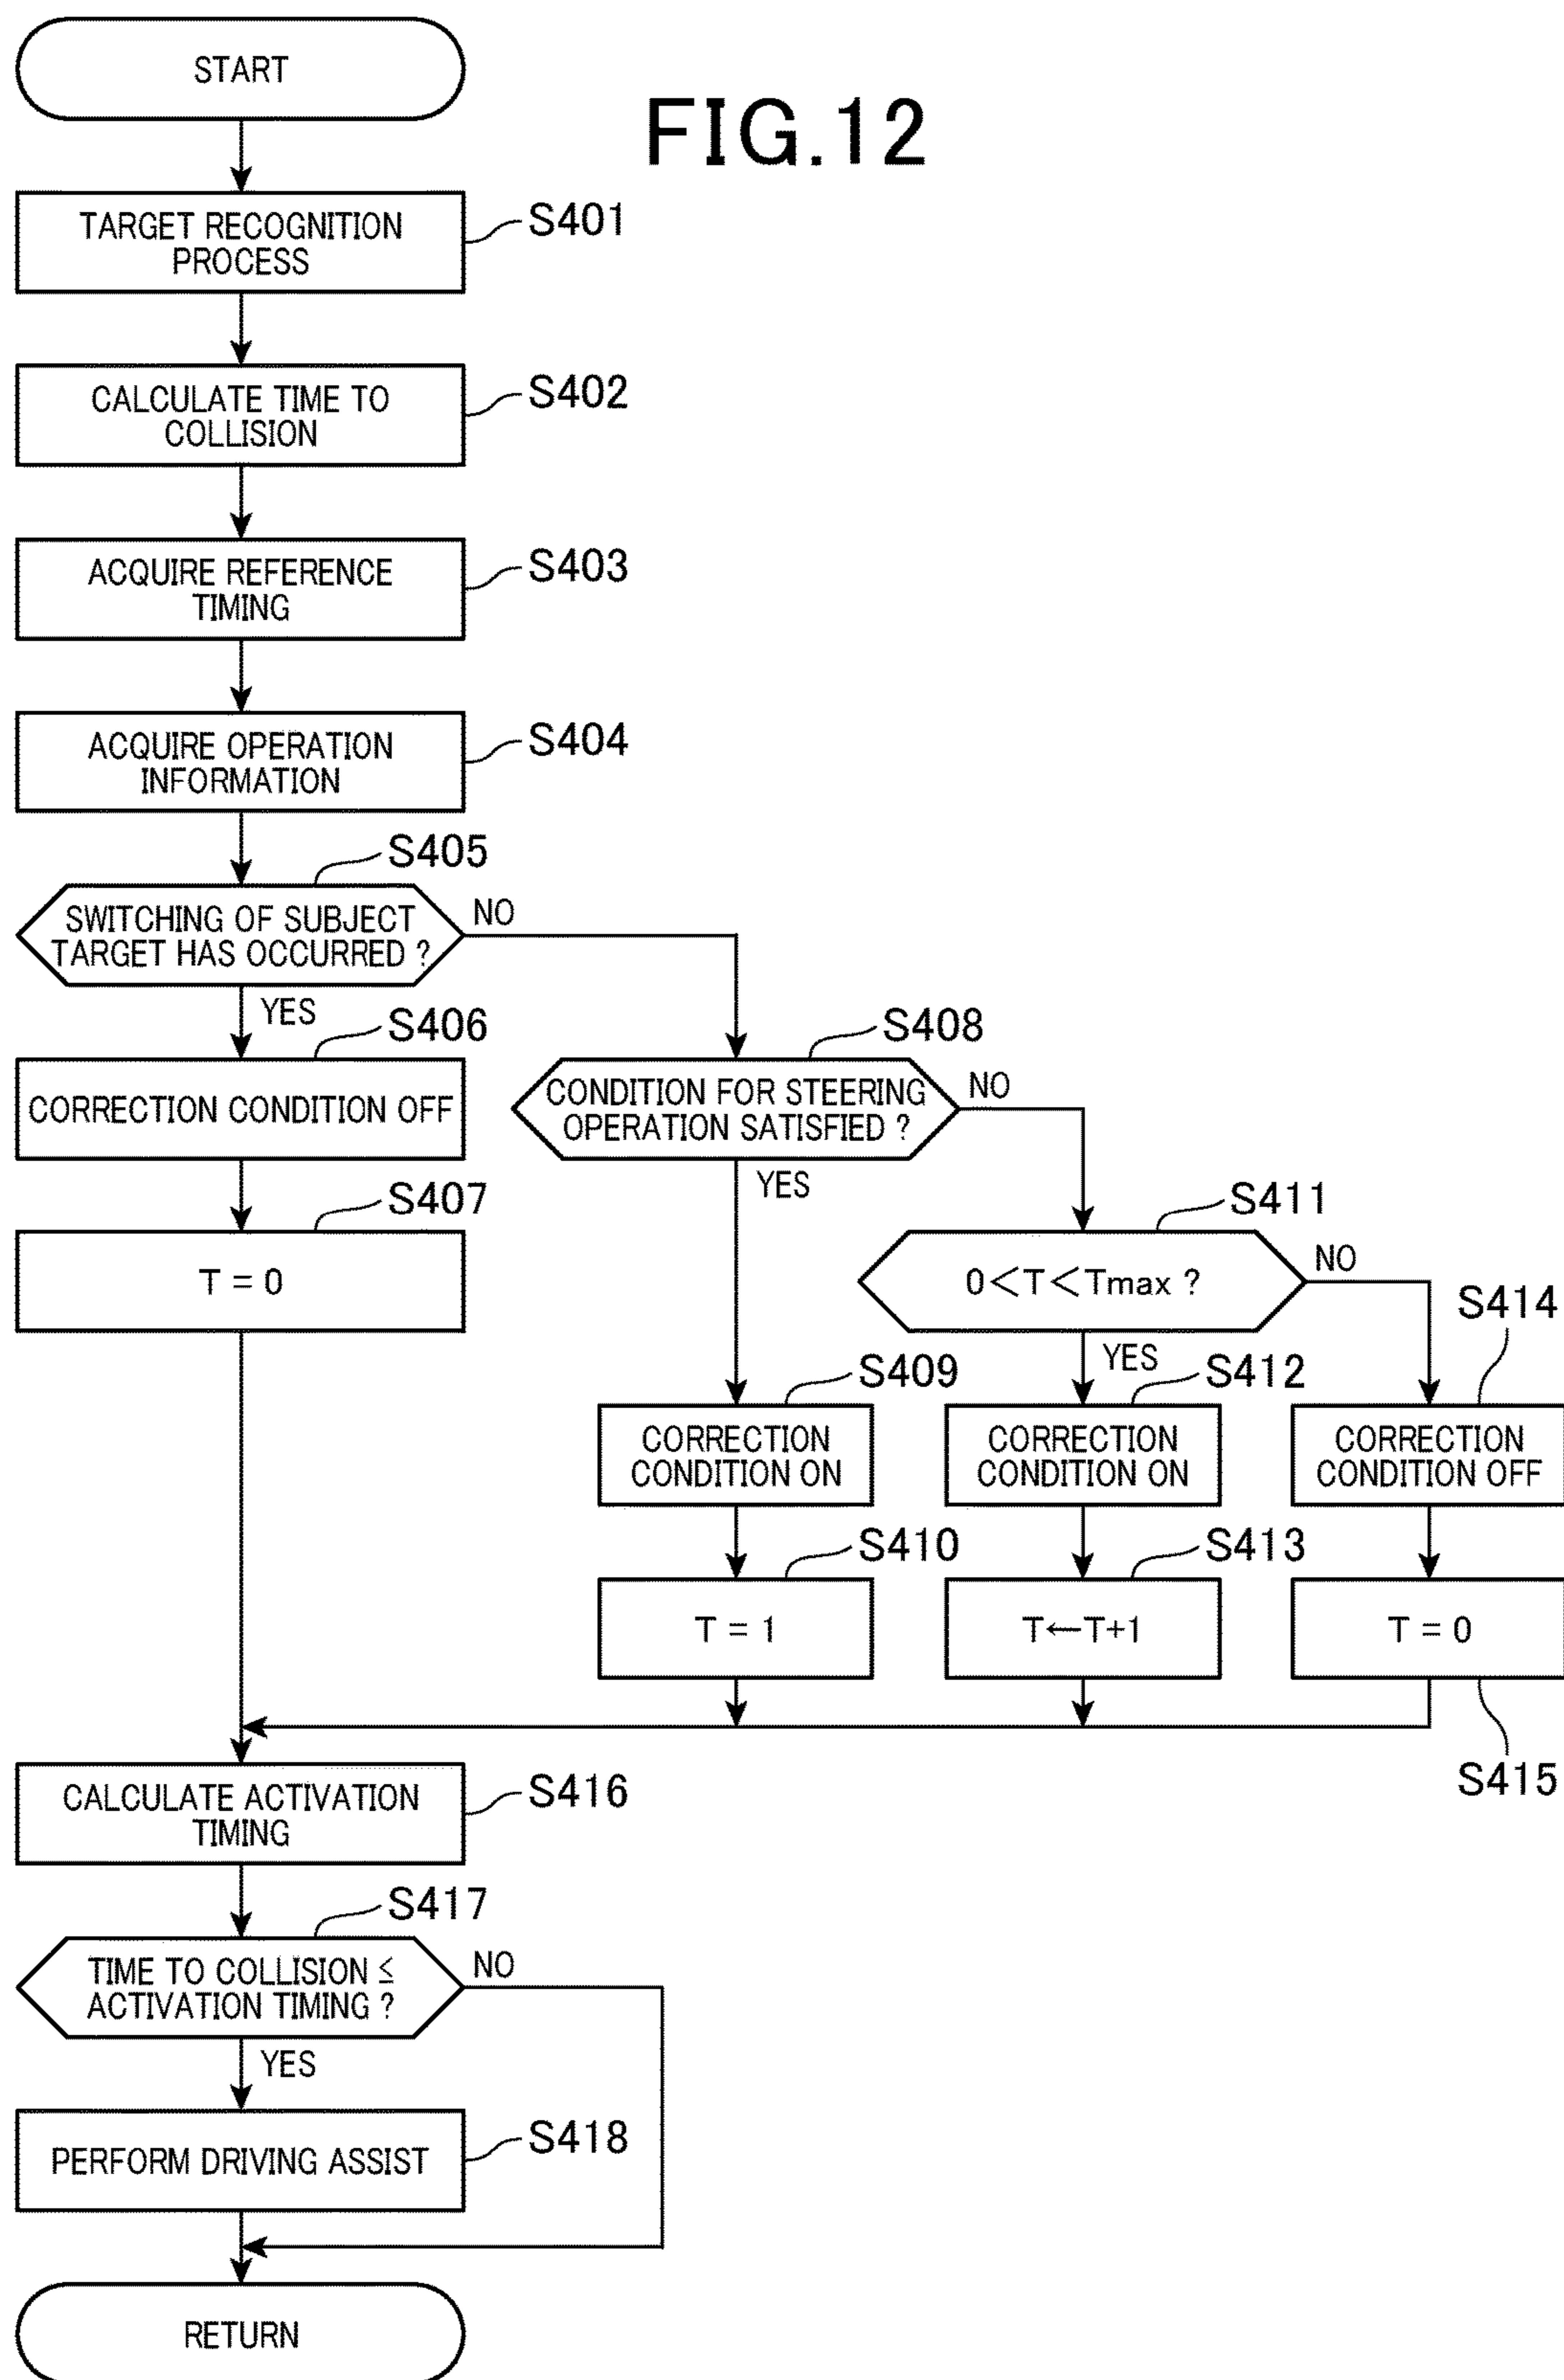 START
FIG.12
TARGET RECOGNITION
PROCESS
S401
CALCULATE TIME TO
COLLISION
S402
ACQUIRE REFERENCE
TIMING
S403
ACQUIRE OPERATION
INFORMATION
S404
S405
SWITCHING OF SUBJECT
TARGET HAS OCCURRED ?
NO
YES
S406
CORRECTION CONDITION OFF
S407
T = 0
S408
CONDITION FOR STEERING
OPERATION SATISFIED ?
NO
YES
S411
0<T<Tmax ?
NO
YES
S409
CORRECTION
CONDITION ON
S410
T = 1
S412
CORRECTION
CONDITION ON
S413
T←T+1
S414
CORRECTION
CONDITION OFF
T = 0
S415
CALCULATE ACTIVATION
TIMING
S416
S417
TIME TO COLLISION ≦
ACTIVATION TIMING ?
NO
YES
PERFORM DRIVING ASSIST
S418
RETURN